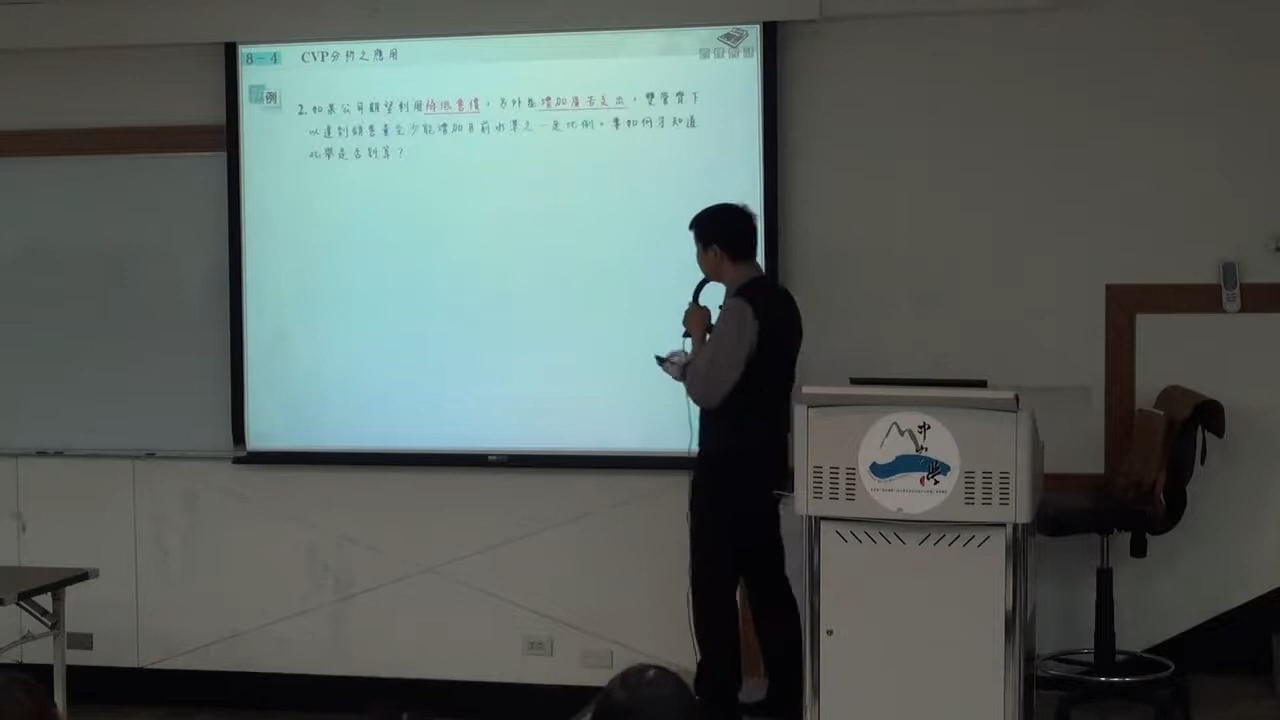 8－4 CVP分析之應用
例
2. 如果公司期望利用降低售價，另外並增加廣告支出，雙管齊下
以達到銷售量至少能增加目前水準之一定比例。要如何才知道
此舉是否划算？
中山學